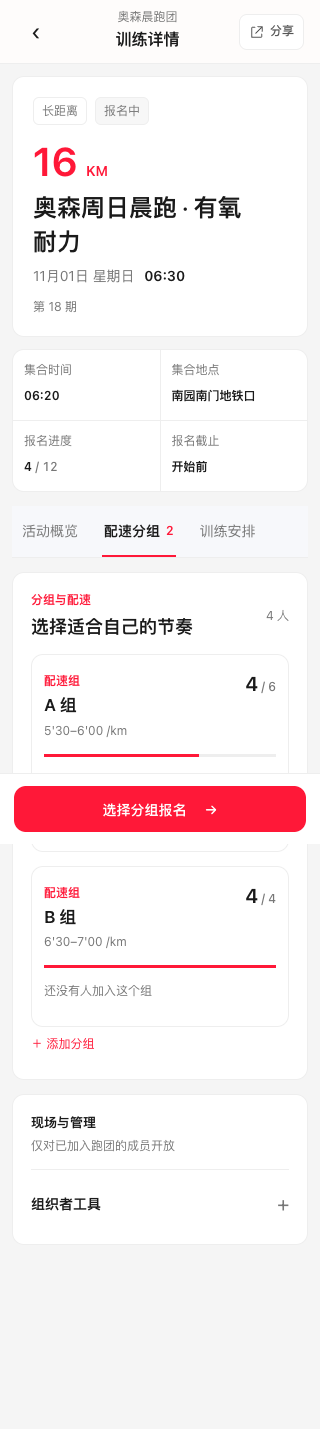 奥森晨跑团
训练详情
分享
长距离 报名中
16 KM
奥森周日晨跑 · 有氧
耐力
11月01日 星期日 06:30
第 18 期
集合时间
06:20
集合地点
南园南门地铁口
报名进度
4 / 12
报名截止
开始前
活动概览 配速分组 2 训练安排
分组与配速
选择适合自己的节奏
4 人
配速组
A 组
4 / 6
5'30–6'00 /km
选择分组报名 →
配速组
B 组
4 / 4
6'30–7'00 /km
还没有人加入这个组
+ 添加分组
现场与管理
仅对已加入跑团的成员开放
组织者工具 +